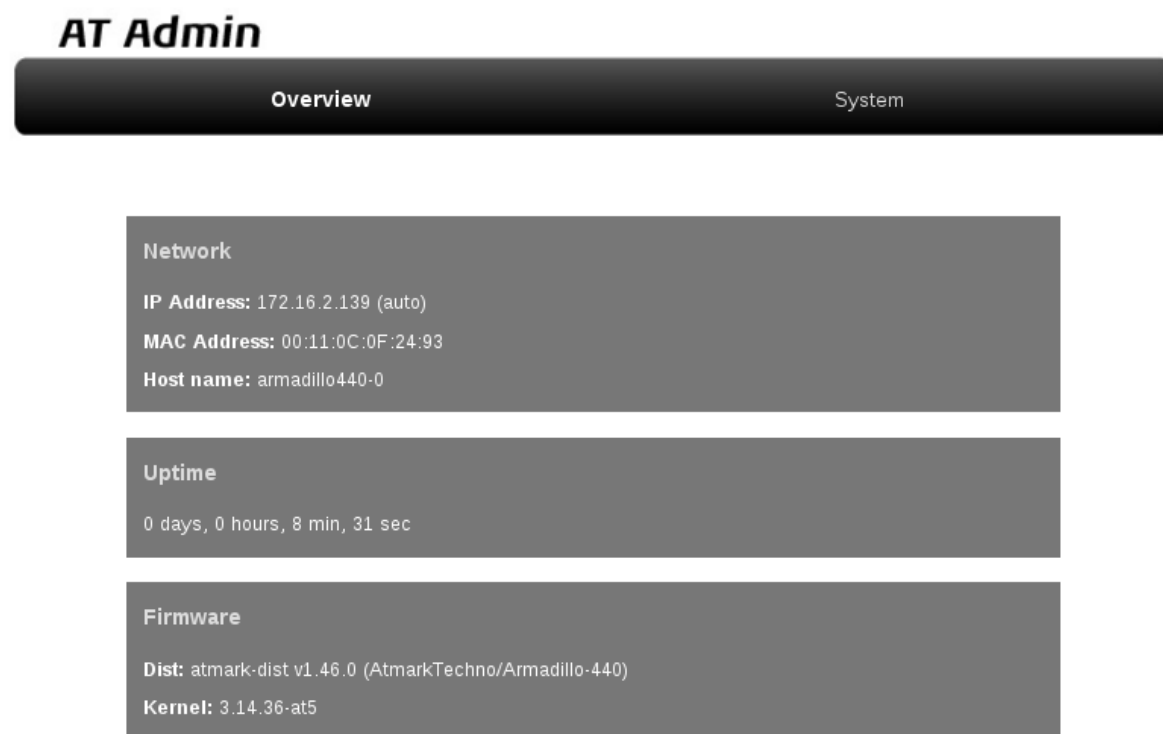 AT Admin
Overview System
Network
IP Address: 172.16.2.139 (auto)
MAC Address: 00:11:0C:0F:24:93
Host name: armadillo440-0
Uptime
0 days, 0 hours, 8 min, 31 sec
Firmware
Dist: atmark-dist v1.46.0 (AtmarkTechno/Armadillo-440)
Kernel: 3.14.36-at5